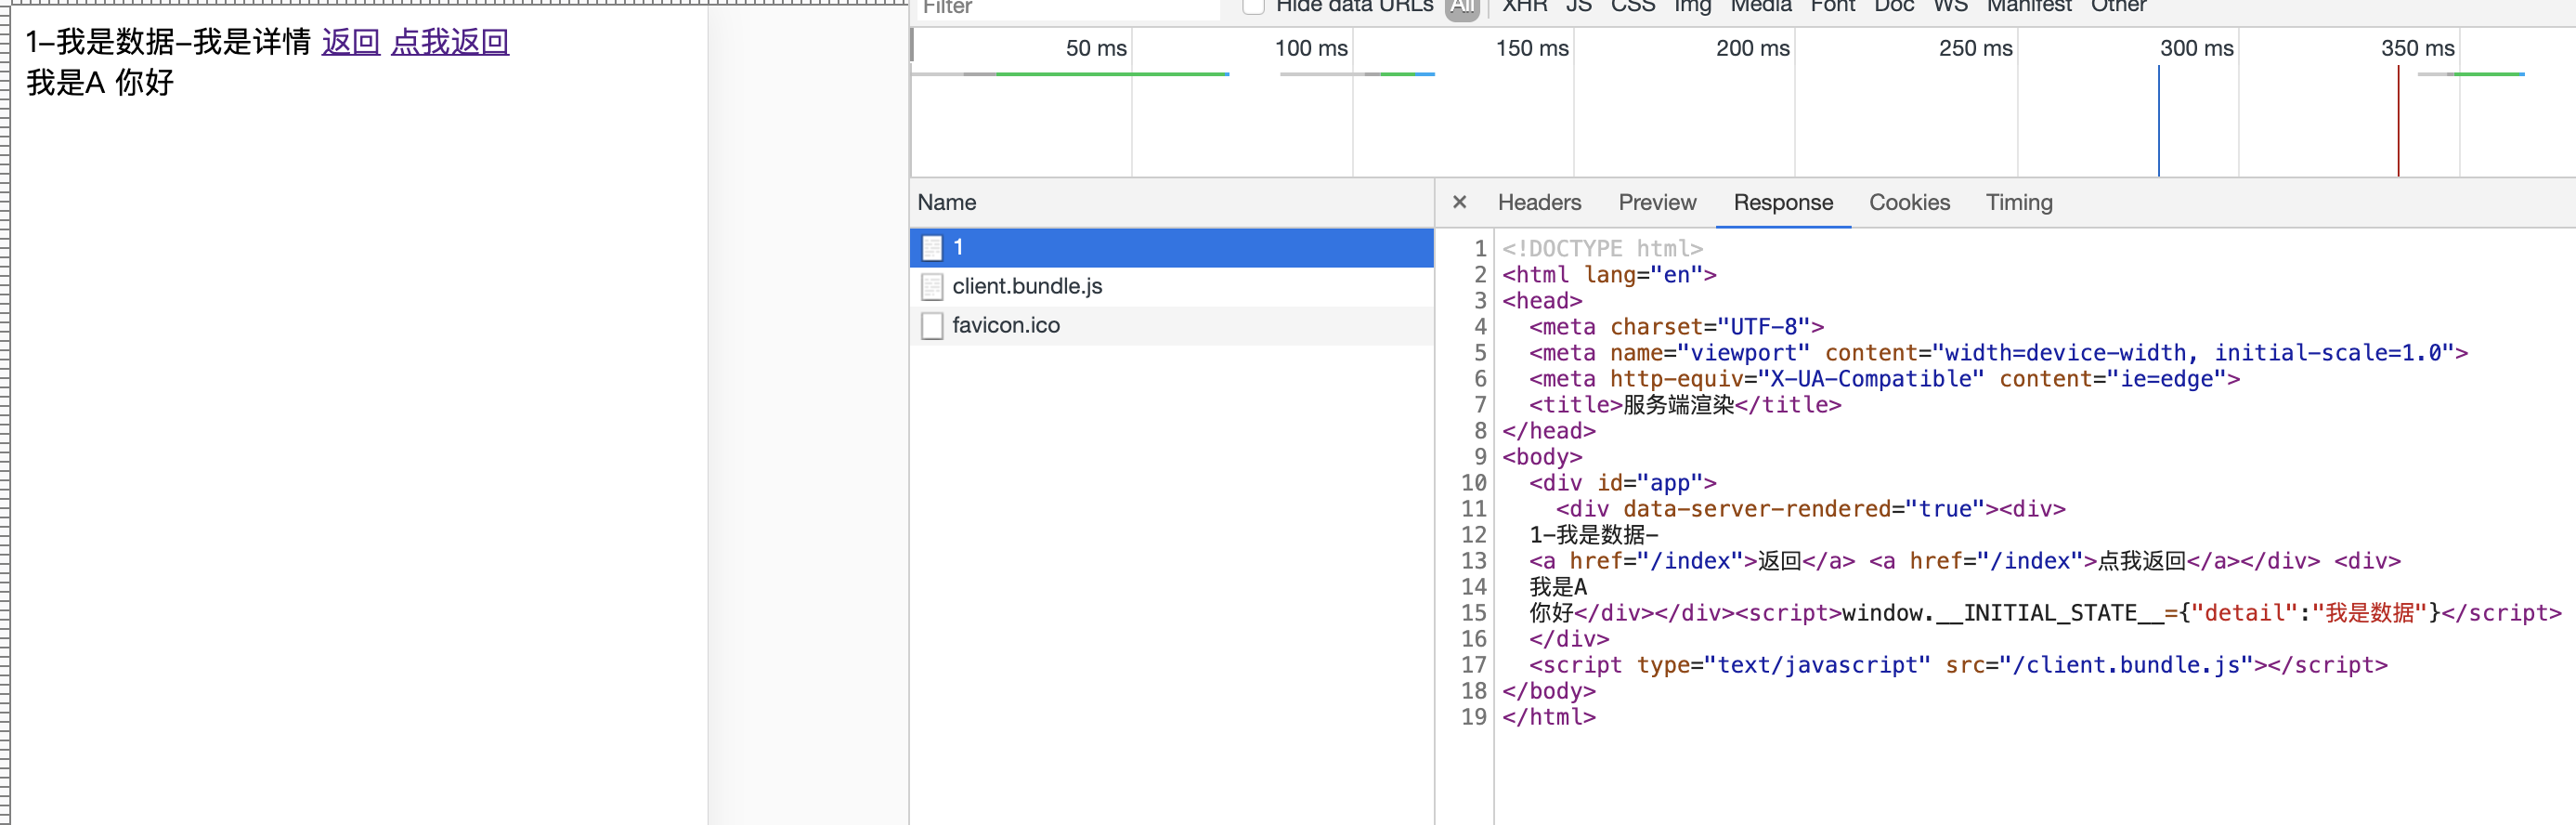 1-我是数据-我是详情 返回 点我返回
我是A 你好
Filter
Hide data URLs All XHR JS CSS Img Media Font Doc WS Manifest Other
50 ms 100 ms 150 ms 200 ms 250 ms 300 ms 350 ms
Name
1
client.bundle.js
favicon.ico
× Headers Preview Response Cookies Timing
1 <!DOCTYPE html>
2 <html lang="en">
3 <head>
4 <meta charset="UTF-8">
5 <meta name="viewport" content="width=device-width, initial-scale=1.0">
6 <meta http-equiv="X-UA-Compatible" content="ie=edge">
7 <title>服务端渲染</title>
8 </head>
9 <body>
10 <div id="app">
11 <div data-server-rendered="true"><div>
12 1-我是数据-
13 <a href="/index">返回</a> <a href="/index">点我返回</a></div> <div>
14 我是A
15 你好</div></div><script>window.__INITIAL_STATE__={"detail":"我是数据"}</script>
16 </div>
17 <script type="text/javascript" src="/client.bundle.js"></script>
18 </body>
19 </html>